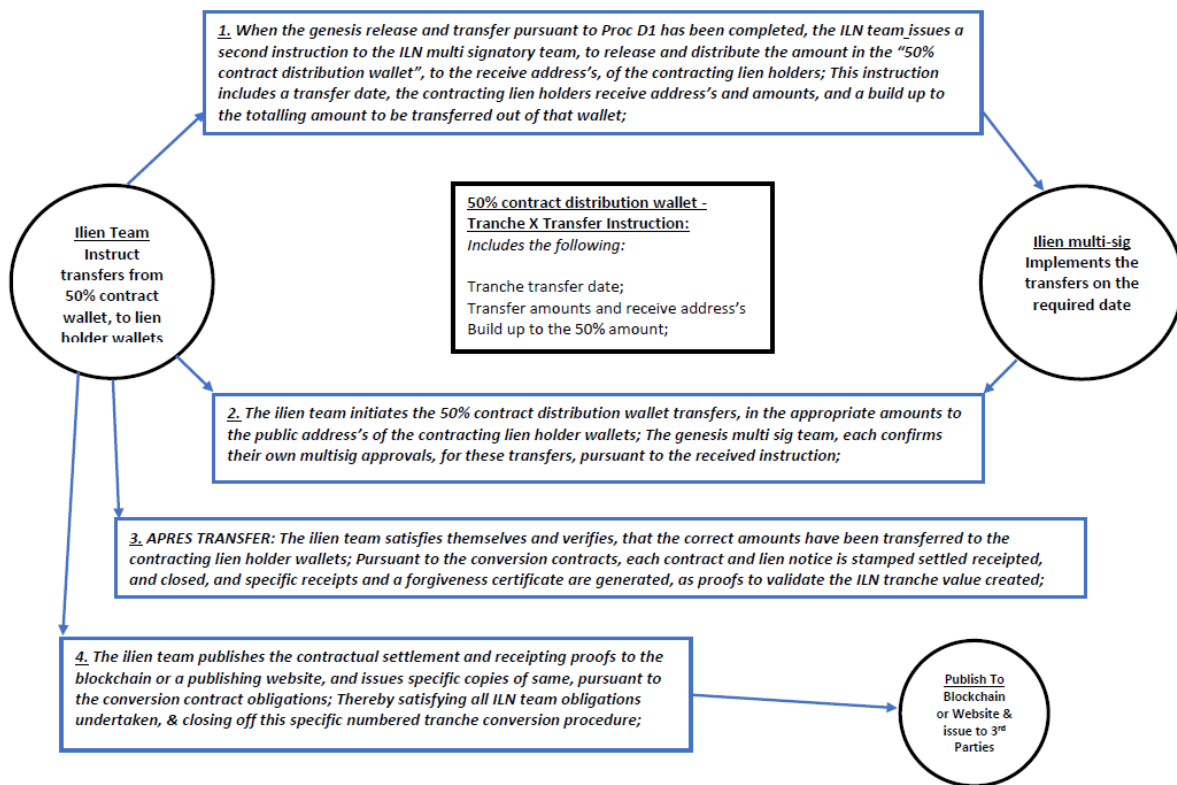 1. When the genesis release and transfer pursuant to Proc D1 has been completed, the ILN team issues a
second instruction to the ILN multi signatory team, to release and distribute the amount in the “50%
contract distribution wallet”, to the receive address’s, of the contracting lien holders; This instruction
includes a transfer date, the contracting lien holders receive address’s and amounts, and a build up to
the totalling amount to be transferred out of that wallet;
Ilien Team
Instruct
transfers from
50% contract
wallet, to lien
holder wallets
50% contract distribution wallet -
Tranche X Transfer Instruction:
Includes the following:
Tranche transfer date;
Transfer amounts and receive address’s
Build up to the 50% amount;
Ilien multi-sig
Implements the
transfers on the
required date
2. The ilien team initiates the 50% contract distribution wallet transfers, in the appropriate amounts to
the public address’s of the contracting lien holder wallets; The genesis multi sig team, each confirms
their own multisig approvals, for these transfers, pursuant to the received instruction;
3. APRES TRANSFER: The ilien team satisfies themselves and verifies, that the correct amounts have been transferred to the
contracting lien holder wallets; Pursuant to the conversion contracts, each contract and lien notice is stamped settled receipted,
and closed, and specific receipts and a forgiveness certificate are generated, as proofs to validate the ILN tranche value created;
4. The ilien team publishes the contractual settlement and receipting proofs to the
blockchain or a publishing website, and issues specific copies of same, pursuant to
the conversion contract obligations; Thereby satisfying all ILN team obligations
undertaken, & closing off this specific numbered tranche conversion procedure;
Publish To
Blockchain
or Website &
issue to 3rd
Parties